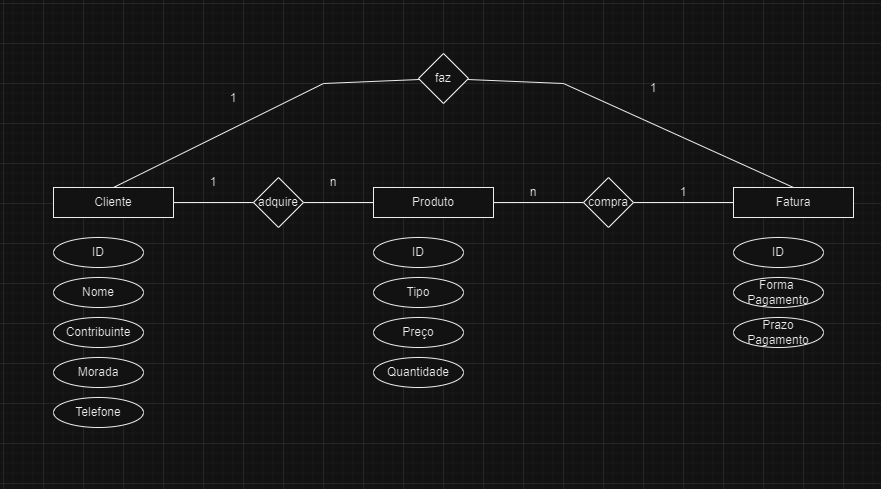 faz
1
1
1
n
n
1
Cliente
adquire
Produto
compra
Fatura
ID
ID
ID
Nome
Tipo
Forma
Pagamento
Contribuinte
Preço
Prazo
Pagamento
Morada
Quantidade
Telefone